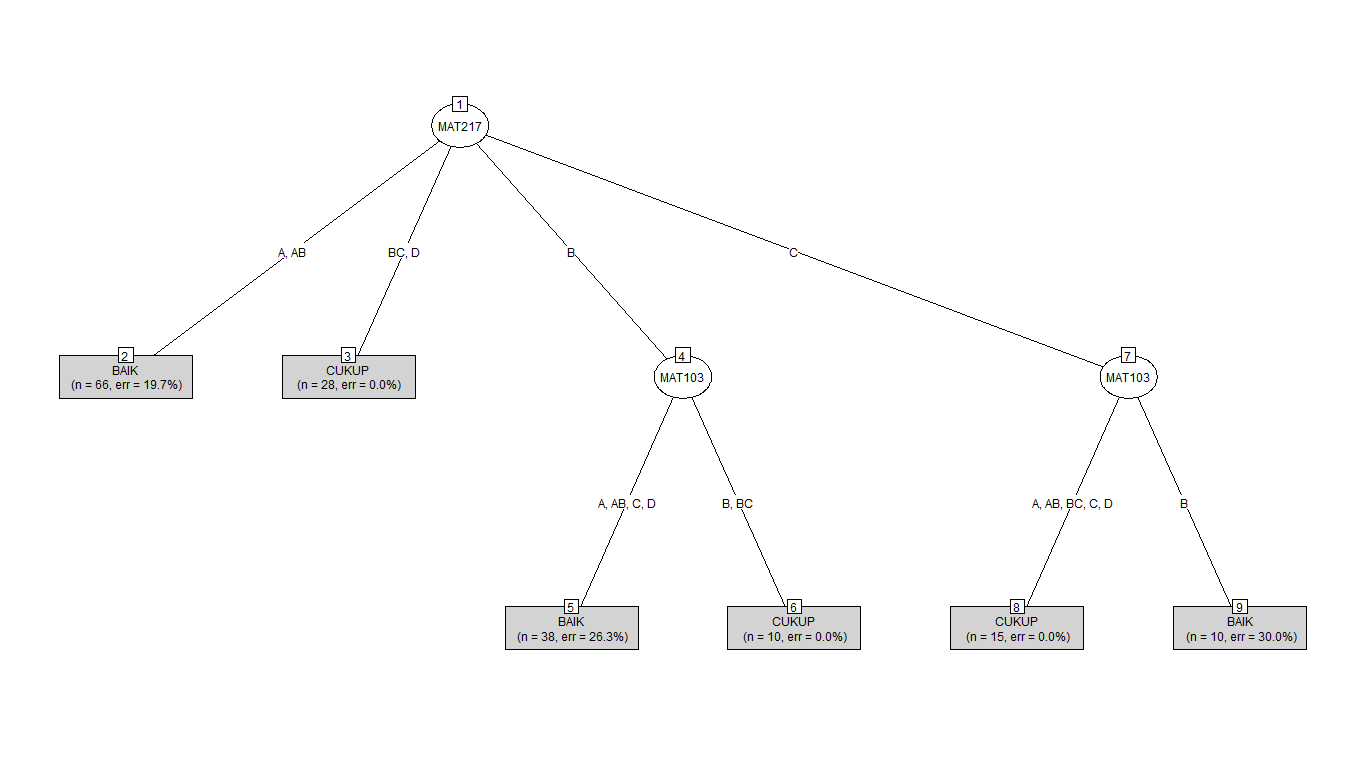 1
MAT217
A, AB
BC, D
B
C
2
BAIK
(n = 66, err = 19.7%)
3
CUKUP
(n = 28, err = 0.0%)
4
MAT103
7
MAT103
A, AB, C, D
B, BC
A, AB, BC, C, D
B
5
BAIK
(n = 38, err = 26.3%)
6
CUKUP
(n = 10, err = 0.0%)
8
CUKUP
(n = 15, err = 0.0%)
9
BAIK
(n = 10, err = 30.0%)